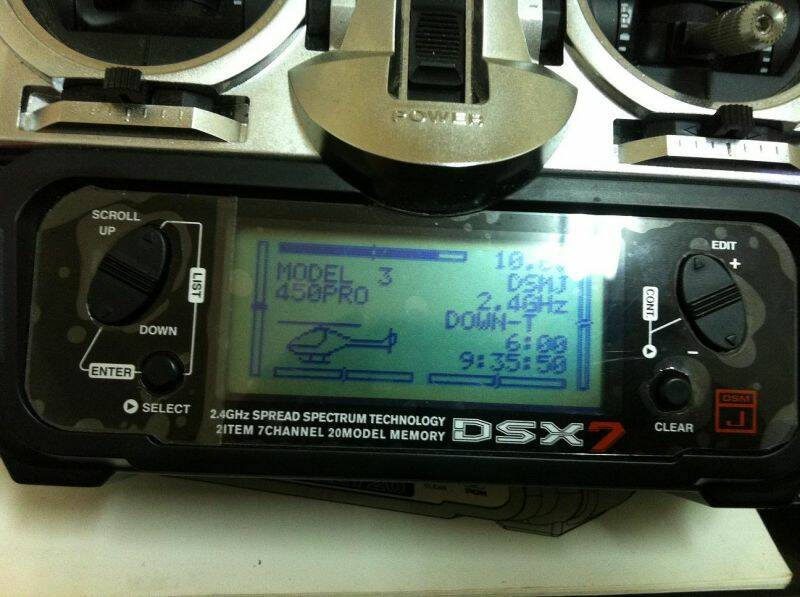 POWER
SCROLL
UP
LIST
DOWN
ENTER
SELECT
MODEL 3
450PRO
DSMJ
2.4GHz
DOWN-T
6:00
9:35:50
EDIT
+
CONT.
-
CLEAR
DSM
J
2.4GHz SPREAD SPECTRUM TECHNOLOGY
2ITEM 7CHANNEL 20MODEL MEMORY
DSX7